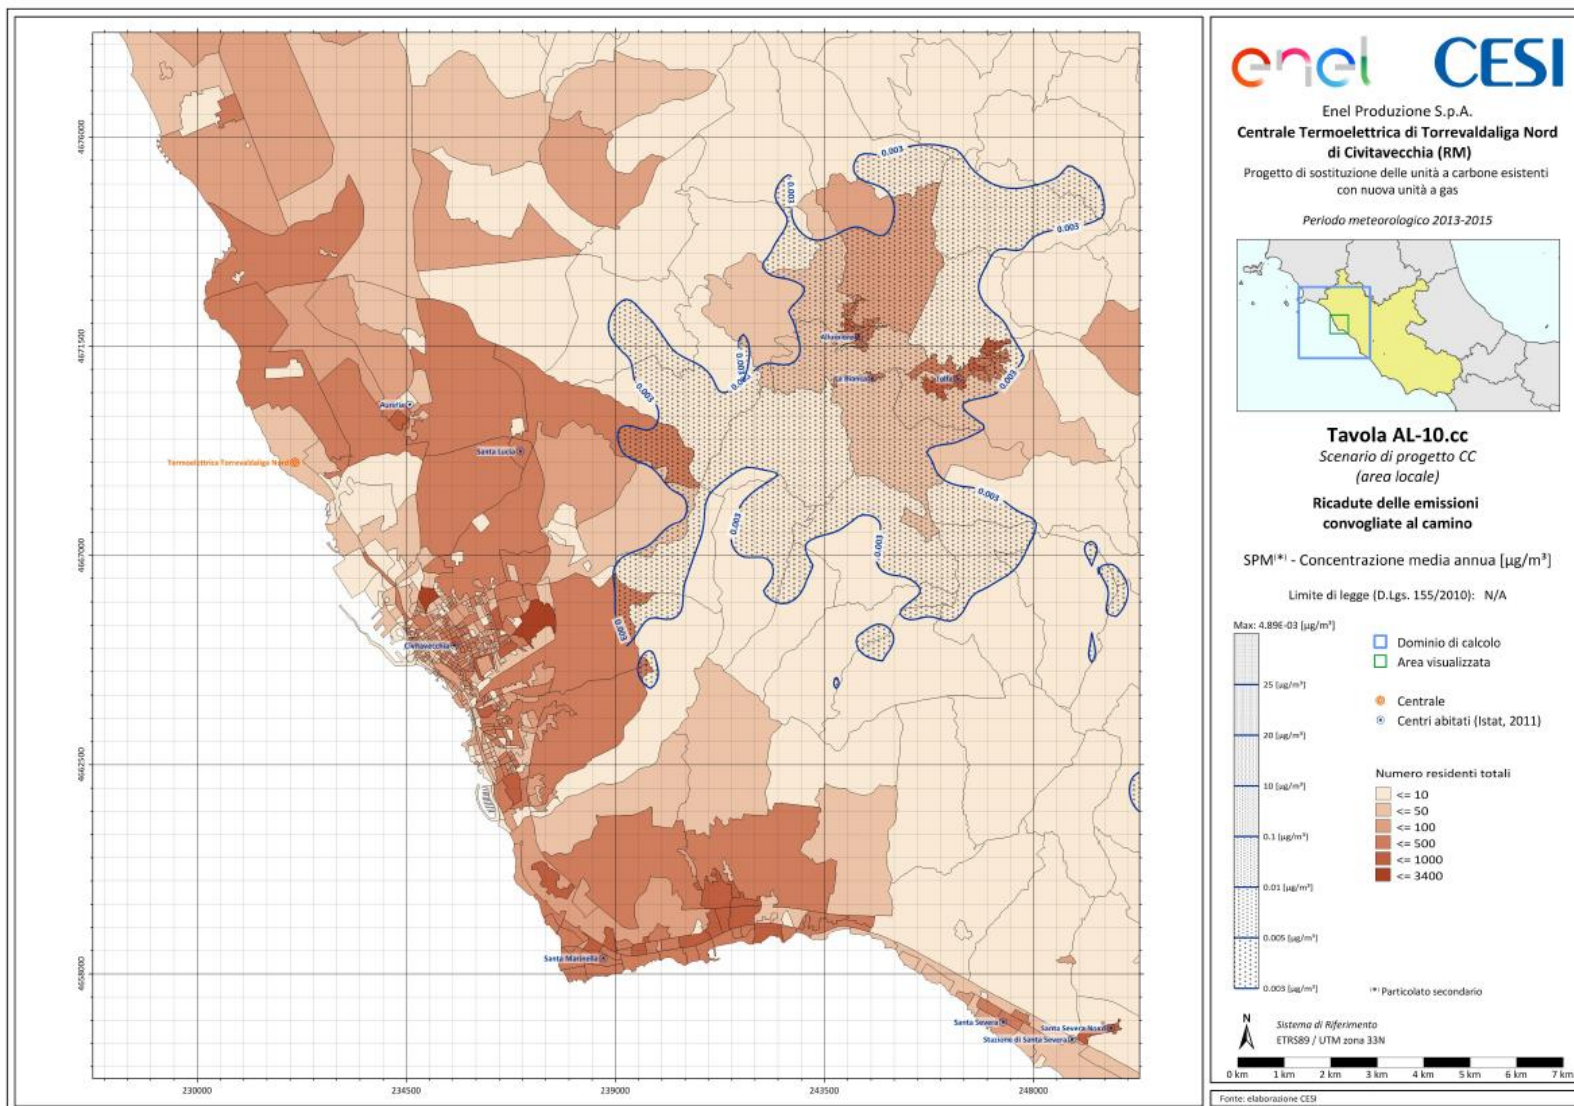 enel CESI
Enel Produzione S.p.A.
Centrale Termoelettrica di Torrevaldaliga Nord
di Civitavecchia (RM)
Progetto di sostituzione delle unità a carbone esistenti
con nuova unità a gas
Periodo meteorologico 2013-2015
Tavola AL-10.cc
Scenario di progetto CC
(area locale)
Ricadute delle emissioni
convogliate al camino
SPM(*) - Concentrazione media annua [µg/m³]
Limite di legge (D.Lgs. 155/2010): N/A
Max: 4.89E-03 [µg/m³]
25 [µg/m³]
20 [µg/m³]
10 [µg/m³]
0.1 [µg/m³]
0.01 [µg/m³]
0.005 [µg/m³]
0.003 [µg/m³]
Dominio di calcolo
Area visualizzata
Centrale
Centri abitati (Istat, 2011)
Numero residenti totali
<= 10
<= 50
<= 100
<= 500
<= 1000
<= 3400
(*) Particolato secondario
N
Sistema di Riferimento
ETRS89 / UTM zona 33N
0 km 1 km 2 km 3 km 4 km 5 km 6 km 7 km
Fonte: elaborazione CESI
4676000
4671500
4667000
4662500
4658000
230000 234500 239000 243500 248000
0.003
0.003
0.003
Allumiere
0.003
0.003
La Bianca
Tolfa
Aurelia
Santa Lucia
Termoelettrica Torrevaldaliga Nord
0.003
0.003
0.003
0.003
Civitavecchia
Santa Marinella
Santa Severa
Santa Severa Nord
Stazione di Santa Severa